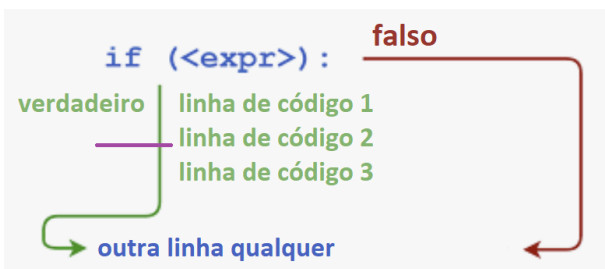 if (<expr>): falso
verdadeiro linha de código 1
linha de código 2
linha de código 3
outra linha qualquer